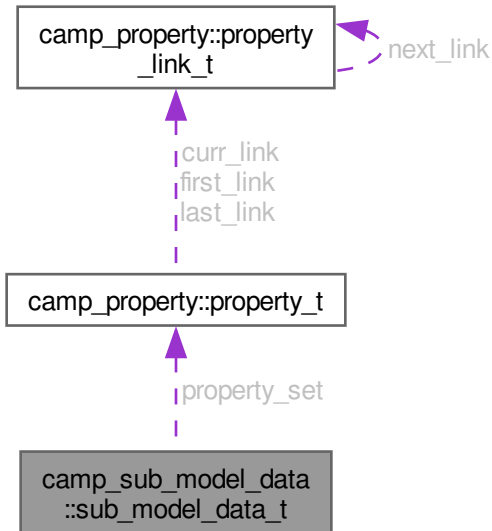 camp_property::property
_link_t
next_link
curr_link
first_link
last_link
camp_property::property_t
property_set
camp_sub_model_data
::sub_model_data_t